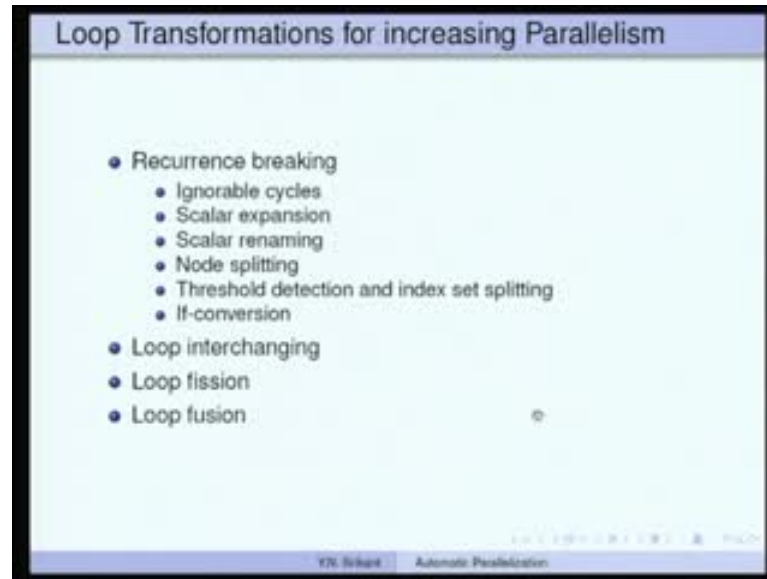 Loop Transformations for increasing Parallelism
Recurrence breaking
Ignorable cycles
Scalar expansion
Scalar renaming
Node splitting
Threshold detection and index set splitting
If-conversion
Loop interchanging
Loop fission
Loop fusion
Y.N. Srikant Automatic Parallelization